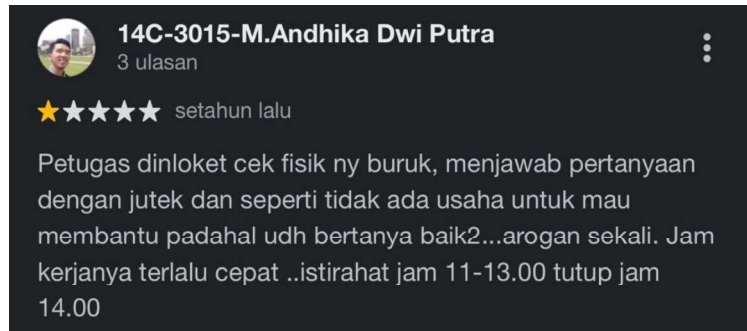 14C-3015-M.Andhika Dwi Putra
3 ulasan
setahun lalu
Petugas dinloket cek fisik ny buruk, menjawab pertanyaan
dengan jutek dan seperti tidak ada usaha untuk mau
membantu padahal udh bertanya baik2...arogan sekali. Jam
kerjanya terlalu cepat ..istirahat jam 11-13.00 tutup jam
14.00